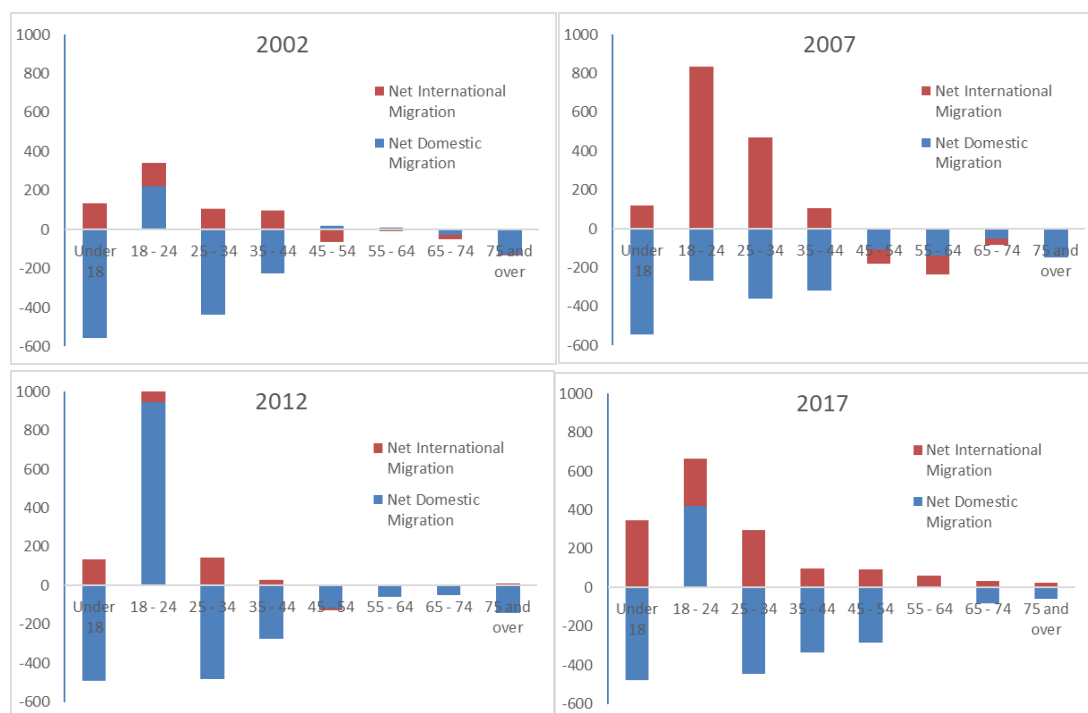 2002
1000
800
600
400
200
0
-200
-400
-600
Net International
Migration
Net Domestic
Migration
Under
18
18 - 24
25 - 34
35 - 44
45 - 54
55 - 64
65 - 74
75 and
over
2007
1000
800
600
400
200
0
-200
-400
-600
Net International
Migration
Net Domestic
Migration
Under
18
18 - 24
25 - 34
35 - 44
45 - 54
55 - 64
65 - 74
75 and
over
2012
1000
800
600
400
200
0
-200
-400
-600
Net International
Migration
Net Domestic
Migration
Under
18
18 - 24
25 - 34
35 - 44
45 - 54
55 - 64
65 - 74
75 and
over
2017
1000
800
600
400
200
0
-200
-400
-600
Net International
Migration
Net Domestic
Migration
Under
18
18 - 24
25 - 34
35 - 44
45 - 54
55 - 64
65 - 74
75 and
over